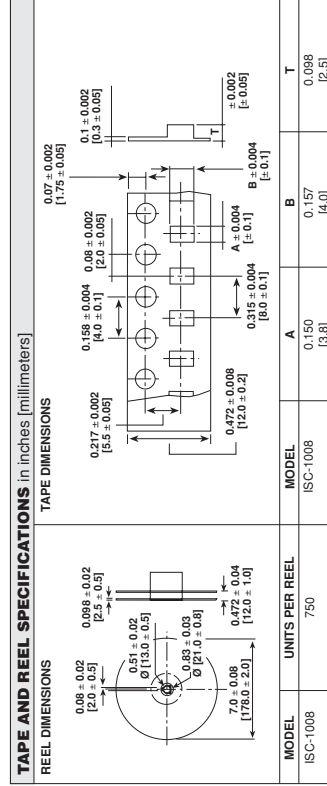 TAPE AND REEL SPECIFICATIONS in inches [millimeters]
REEL DIMENSIONS
0.08 ± 0.02
[2.0 ± 0.5]
0.098 ± 0.02
[2.5 ± 0.5]
0.51 ± 0.02
Ø [13.0 ± 0.5]
0.83 ± 0.03
Ø [21.0 ± 0.8]
7.0 ± 0.08
[178.0 ± 2.0]
0.472 ± 0.04
[12.0 ± 1.0]
TAPE DIMENSIONS
0.07 ± 0.002
[1.75 ± 0.05]
0.1 ± 0.002
[0.3 ± 0.05]
0.08 ± 0.002
[2.0 ± 0.05]
0.158 ± 0.004
[4.0 ± 0.1]
0.217 ± 0.002
[5.5 ± 0.05]
T
± 0.002
[± 0.05]
B ± 0.004
[± 0.1]
A ± 0.004
[± 0.1]
0.315 ± 0.004
[8.0 ± 0.1]
0.472 ± 0.008
[12.0 ± 0.2]
MODEL UNITS PER REEL MODEL A B T
ISC-1008 750 ISC-1008 0.150 0.157 0.098
[3.8] [4.0] [2.5]